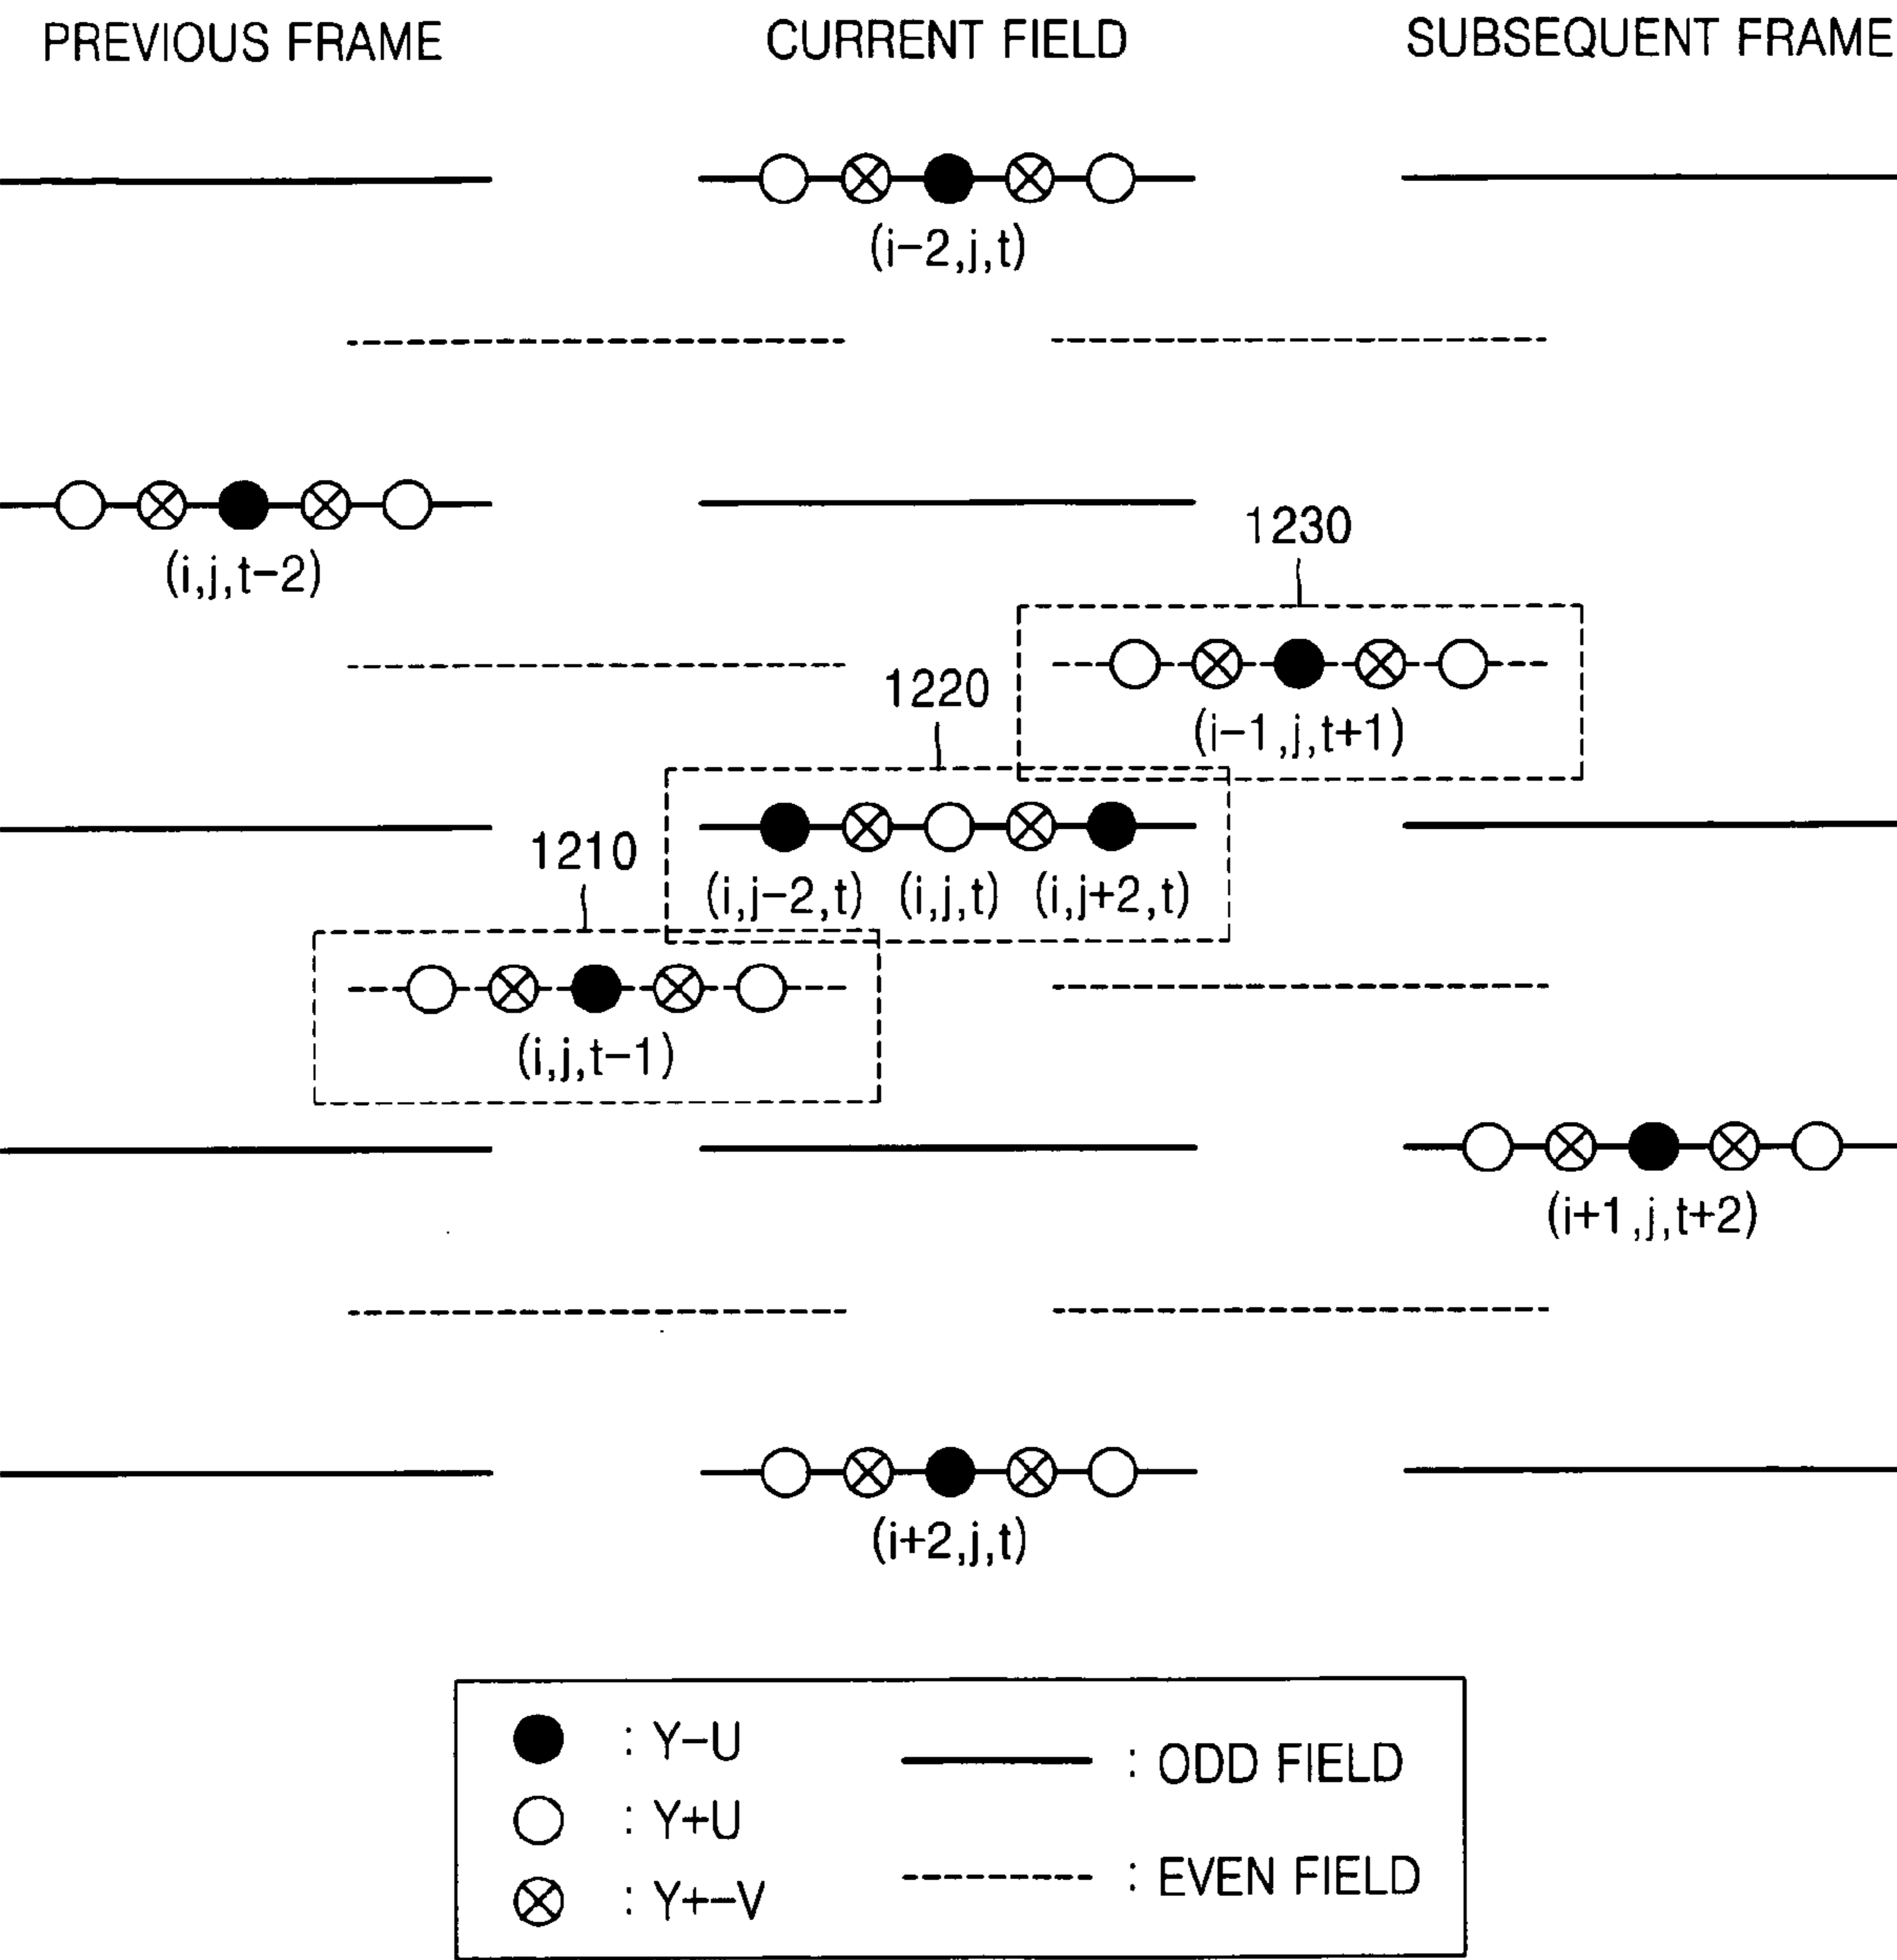 PREVIOUS FRAME
CURRENT FIELD
SUBSEQUENT FRAME
(i-2,j,t)
(i,j,t-2)
1230
(i-1,j,t+1)
1220
(i,j-2,t) (i,j,t) (i,j+2,t)
1210
(i,j,t-1)
(i+1,j,t+2)
(i+2,j,t)
: Y-U
: Y+U
: Y+-V
: ODD FIELD
: EVEN FIELD